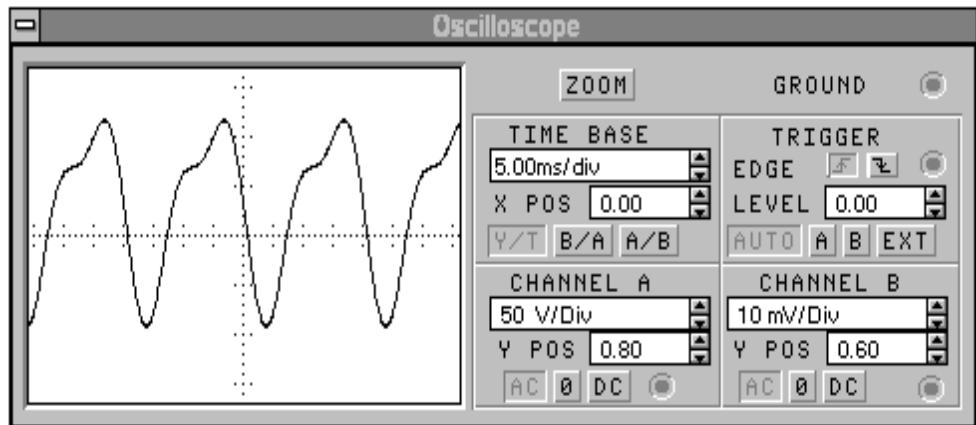 Oscilloscope
ZOOM GROUND
TIME BASE
5.00ms/div
X POS 0.00
Y/T B/A A/B
TRIGGER
EDGE
LEVEL 0.00
AUTO A B EXT
CHANNEL A
50 V/Div
Y POS 0.80
AC 0 DC
CHANNEL B
10 mV/Div
Y POS 0.60
AC 0 DC